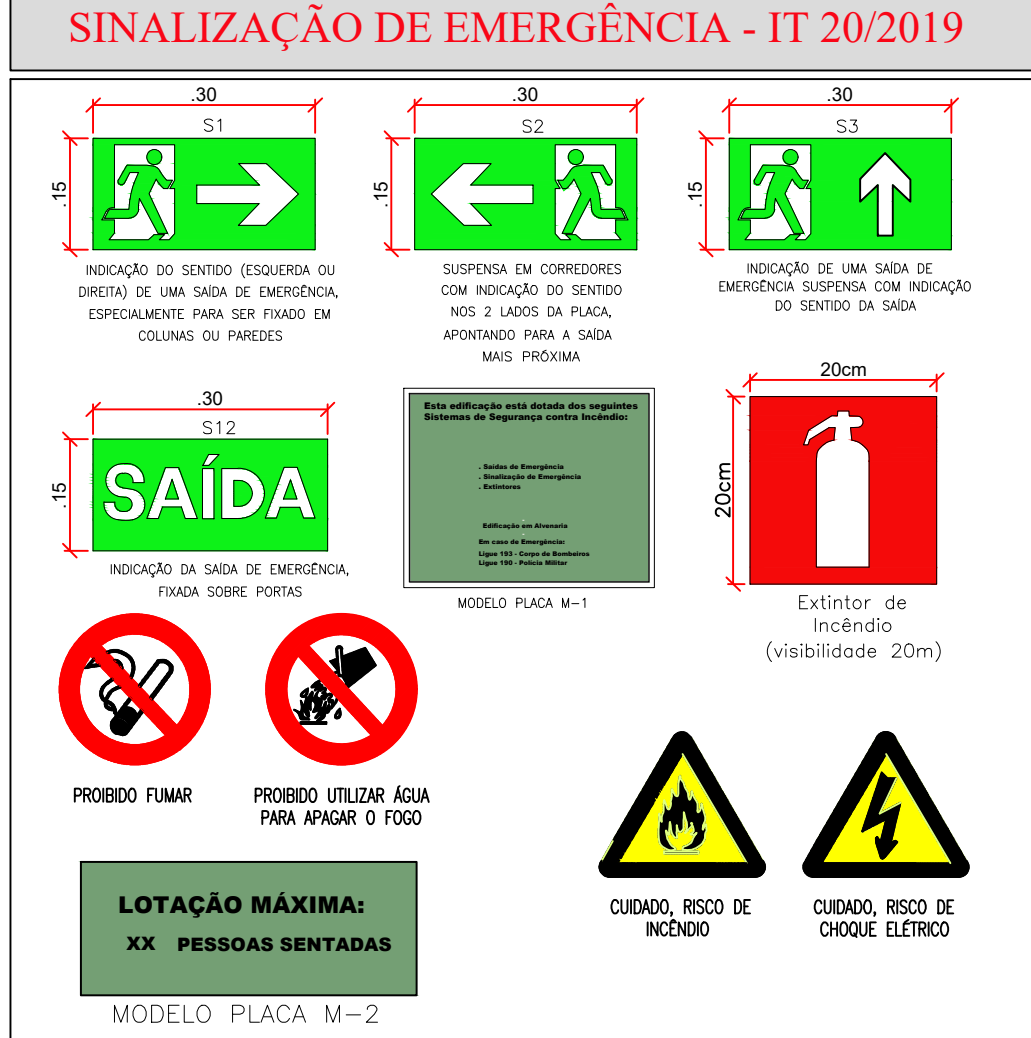 SINALIZAÇÃO DE EMERGÊNCIA - IT 20/2019
.30
S1
.15
INDICAÇÃO DO SENTIDO (ESQUERDA OU
DIREITA) DE UMA SAÍDA DE EMERGÊNCIA,
ESPECIALMENTE PARA SER FIXADO EM
COLUNAS OU PAREDES
.30
S2
.15
SUSPENSA EM CORREDORES
COM INDICAÇÃO DO SENTIDO
NOS 2 LADOS DA PLACA,
APONTANDO PARA A SAÍDA
MAIS PRÓXIMA
.30
S3
.15
INDICAÇÃO DE UMA SAÍDA DE
EMERGÊNCIA SUSPENSA COM INDICAÇÃO
DO SENTIDO DA SAÍDA
.30
S12
.15
SAÍDA
INDICAÇÃO DA SAÍDA DE EMERGÊNCIA,
FIXADA SOBRE PORTAS
Esta edificação está dotada dos seguintes
Sistemas de Segurança contra Incêndio:
. Saídas de Emergência
. Sinalização de Emergência
. Extintores
Edificação em Alvenaria
Em caso de Emergência:
Ligue 193 - Corpo de Bombeiros
Ligue 190 - Polícia Militar
MODELO PLACA M-1
20cm
20cm
Extintor de
Incêndio
(visibilidade 20m)
PROIBIDO FUMAR
PROIBIDO UTILIZAR ÁGUA
PARA APAGAR O FOGO
CUIDADO, RISCO DE
INCÊNDIO
CUIDADO, RISCO DE
CHOQUE ELÉTRICO
LOTAÇÃO MÁXIMA:
XX PESSOAS SENTADAS
MODELO PLACA M-2